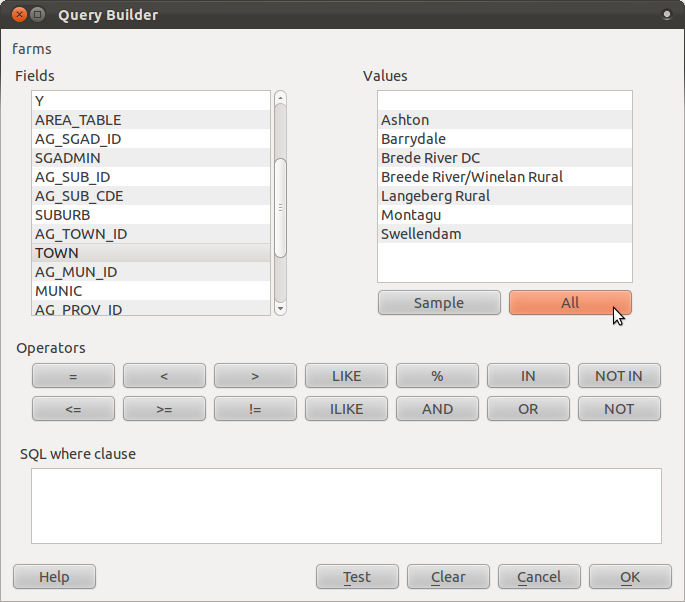 Query Builder
farms
Fields
Values
Y
AREA_TABLE
AG_SGAD_ID
SGADMIN
AG_SUB_ID
AG_SUB_CDE
SUBURB
AG_TOWN_ID
TOWN
AG_MUN_ID
MUNIC
AG_PROV_ID
Ashton
Barrydale
Brede River DC
Breede River/Winelan Rural
Langeberg Rural
Montagu
Swellendam
Sample
All
Operators
= < > LIKE % IN NOT IN
<= >= != ILIKE AND OR NOT
SQL where clause
Help Test Clear Cancel OK